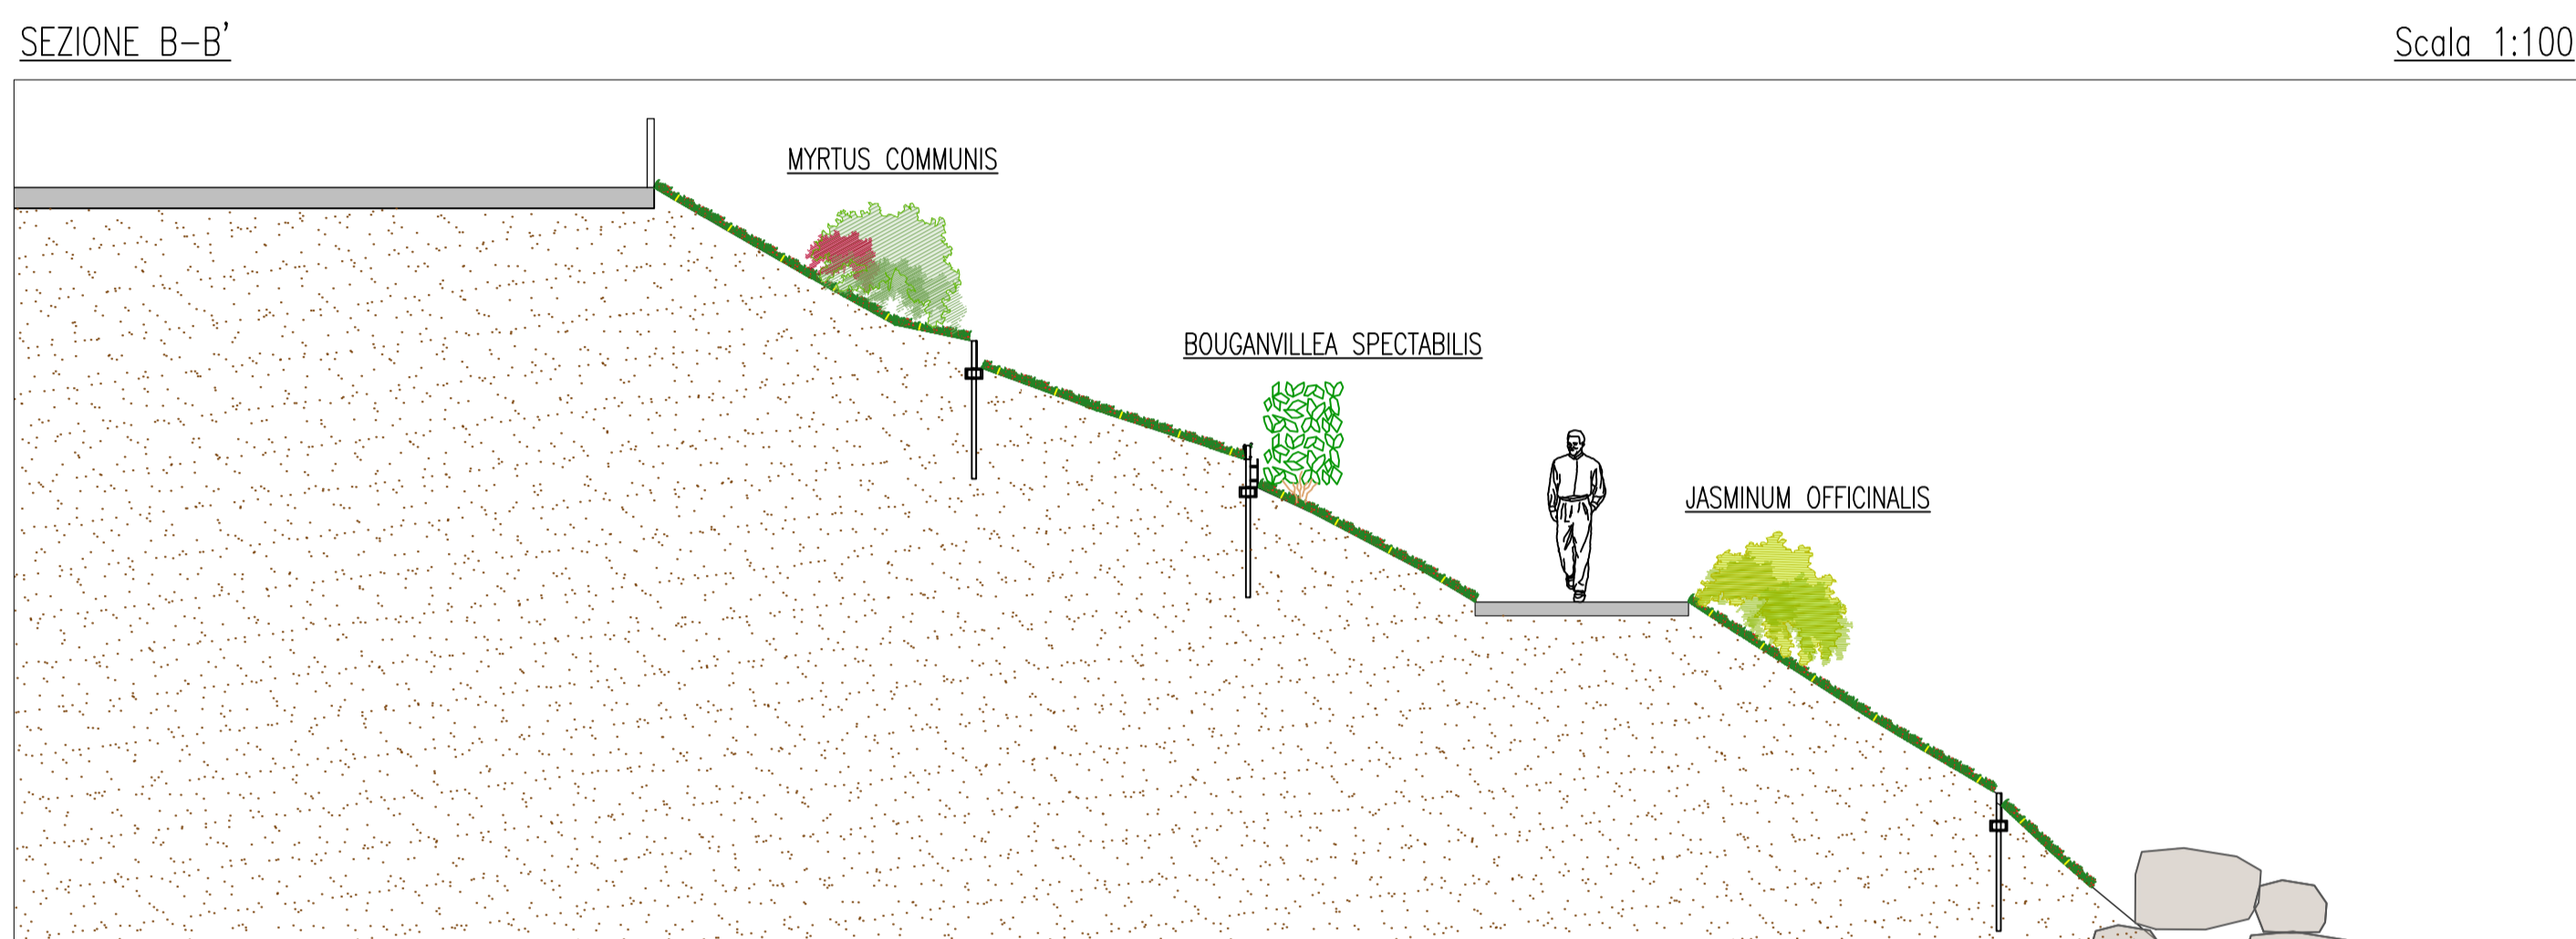 SEZIONE B-B'
Scala 1:100
MYRTUS COMMUNIS
BOUGANVILLEA SPECTABILIS
JASMINUM OFFICINALIS